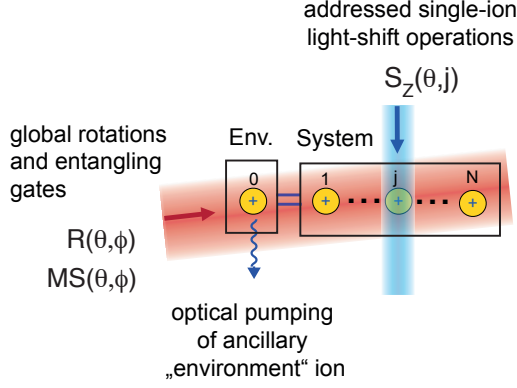 addressed single-ion
light-shift operations
S_Z(θ,j)
global rotations
and entangling
gates
R(θ,ϕ)
MS(θ,ϕ)
Env. System
0 1 j N
+ + ··· + ··· +
optical pumping
of ancillary
„environment“ ion